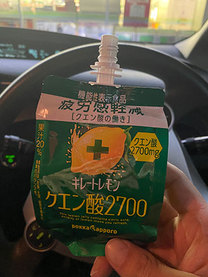 機能性表示食品
疲労感軽減
[クエン酸の働き]
クエン酸
2700mg
キレートレモン
クエン酸2700
pokka sapporo